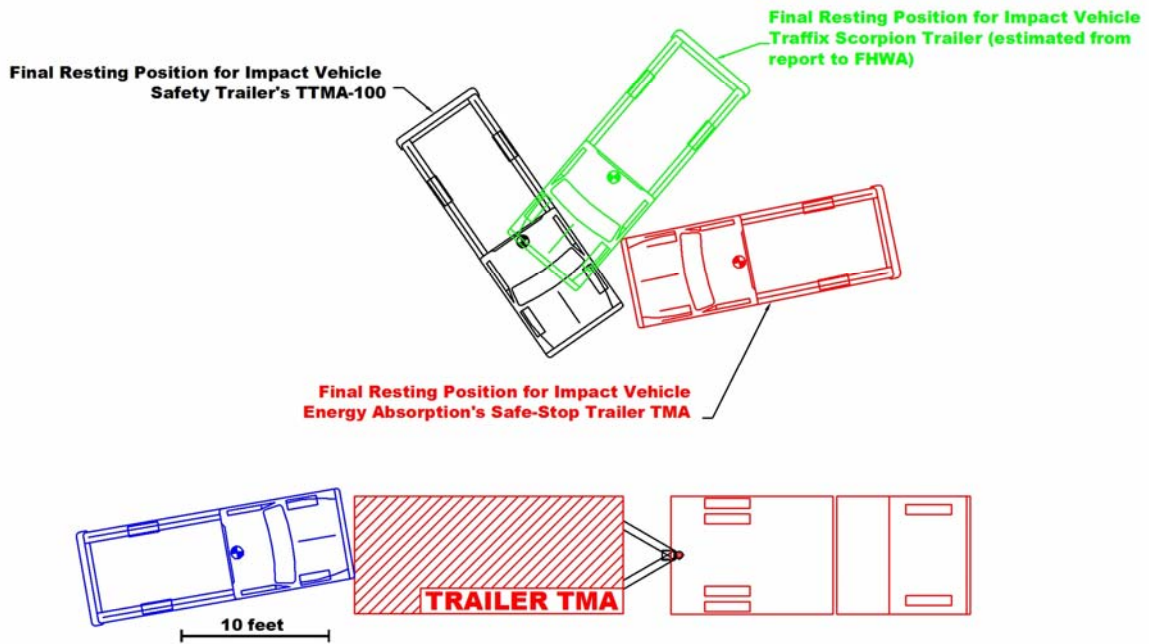 Final Resting Position for Impact Vehicle
Traffix Scorpion Trailer (estimated from
report to FHWA)
Final Resting Position for Impact Vehicle
Safety Trailer's TTMA-100
Final Resting Position for Impact Vehicle
Energy Absorption's Safe-Stop Trailer TMA
TRAILER TMA
10 feet